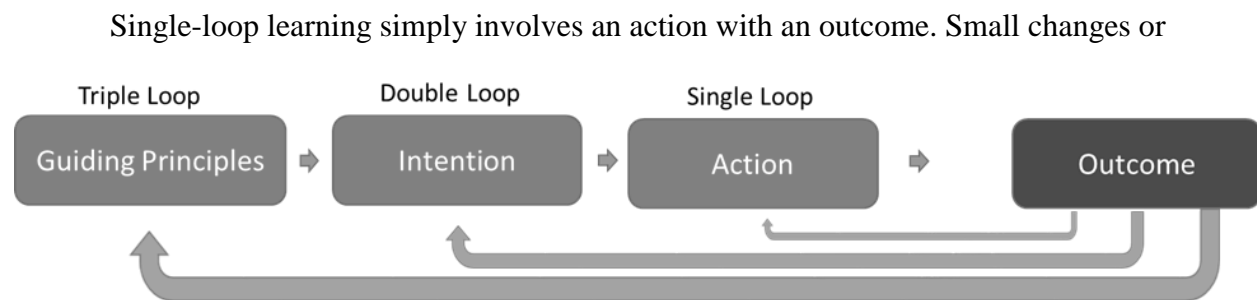 Single-loop learning simply involves an action with an outcome. Small changes or
Triple Loop
Double Loop
Single Loop
Guiding Principles
Intention
Action
Outcome